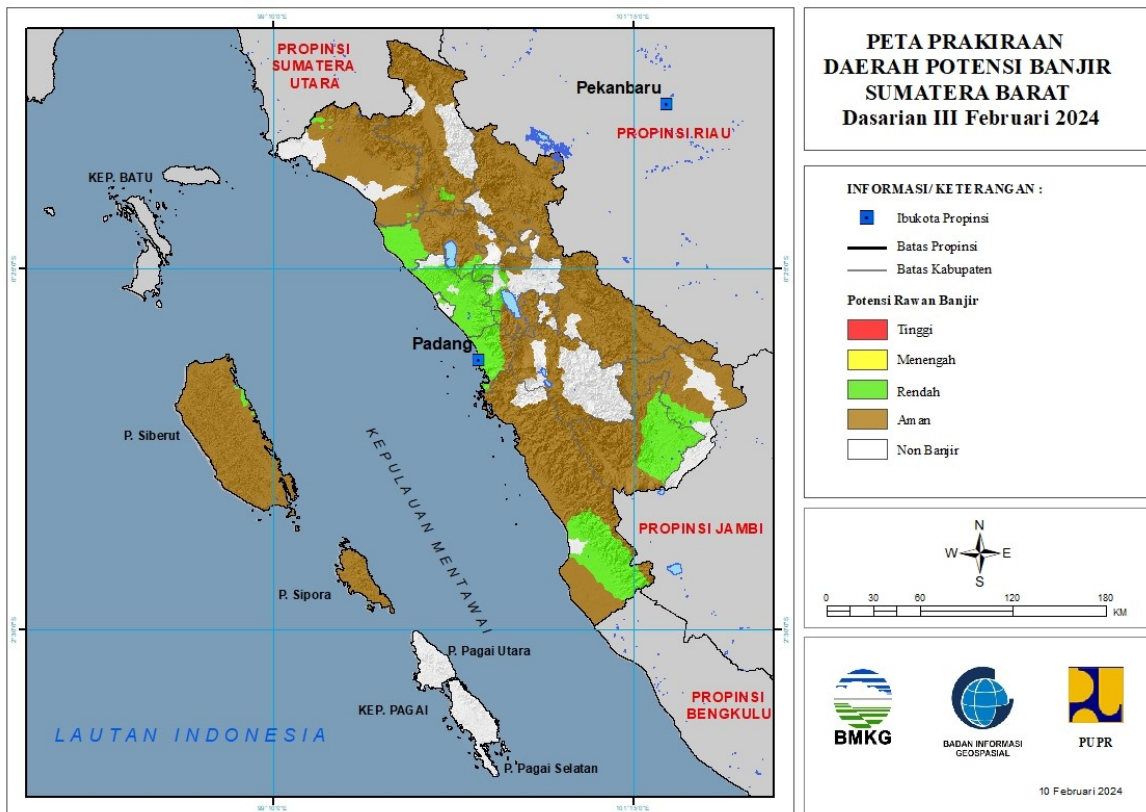 PETA PRAKIRAAN
DAERAH POTENSI BANJIR
SUMATERA BARAT
Dasarian III Februari 2024
INFORMASI/ KETERANGAN :
Ibukota Propinsi
Batas Propinsi
Batas Kabupaten
Potensi Rawan Banjir
Tinggi
Menengah
Rendah
Aman
Non Banjir
N
W E
S
0 30 60 120 180
KM
BMKG
BADAN INFORMASI
GEOSPASIAL
PUPR
10 Februari 2024
PROPINSI
SUMATERA
UTARA
Pekanbaru
PROPINSI RIAU
KEP. BATU
Padang
P. Siberut
KEPULAUAN MENTAWAI
PROPINSI JAMBI
P. Sipora
P. Pagai Utara
KEP. PAGAI
PROPINSI
BENGKULU
LAUTAN INDONESIA
P. Pagai Selatan